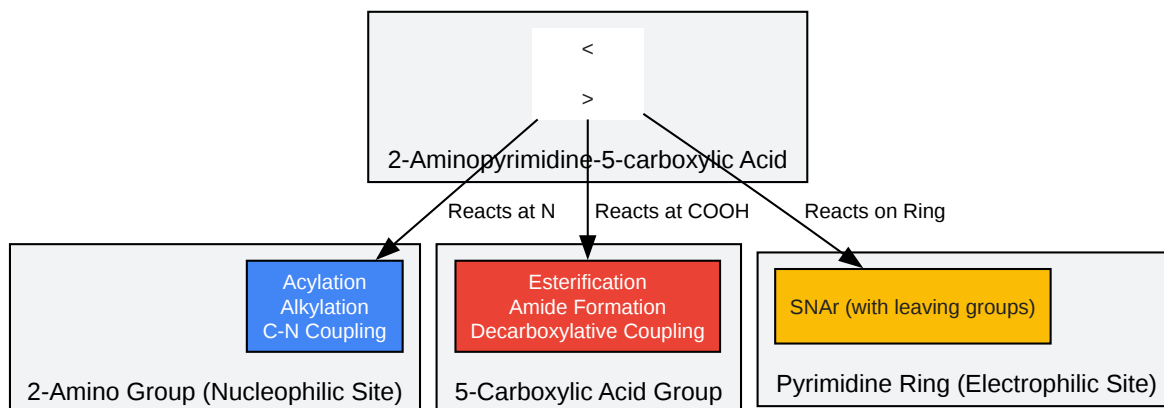 <
>
2-Aminopyrimidine-5-carboxylic Acid
Reacts at N
Reacts at COOH
Reacts on Ring
Acylation
Alkylation
C-N Coupling
2-Amino Group (Nucleophilic Site)
Esterification
Amide Formation
Decarboxylative Coupling
5-Carboxylic Acid Group
SNAr (with leaving groups)
Pyrimidine Ring (Electrophilic Site)